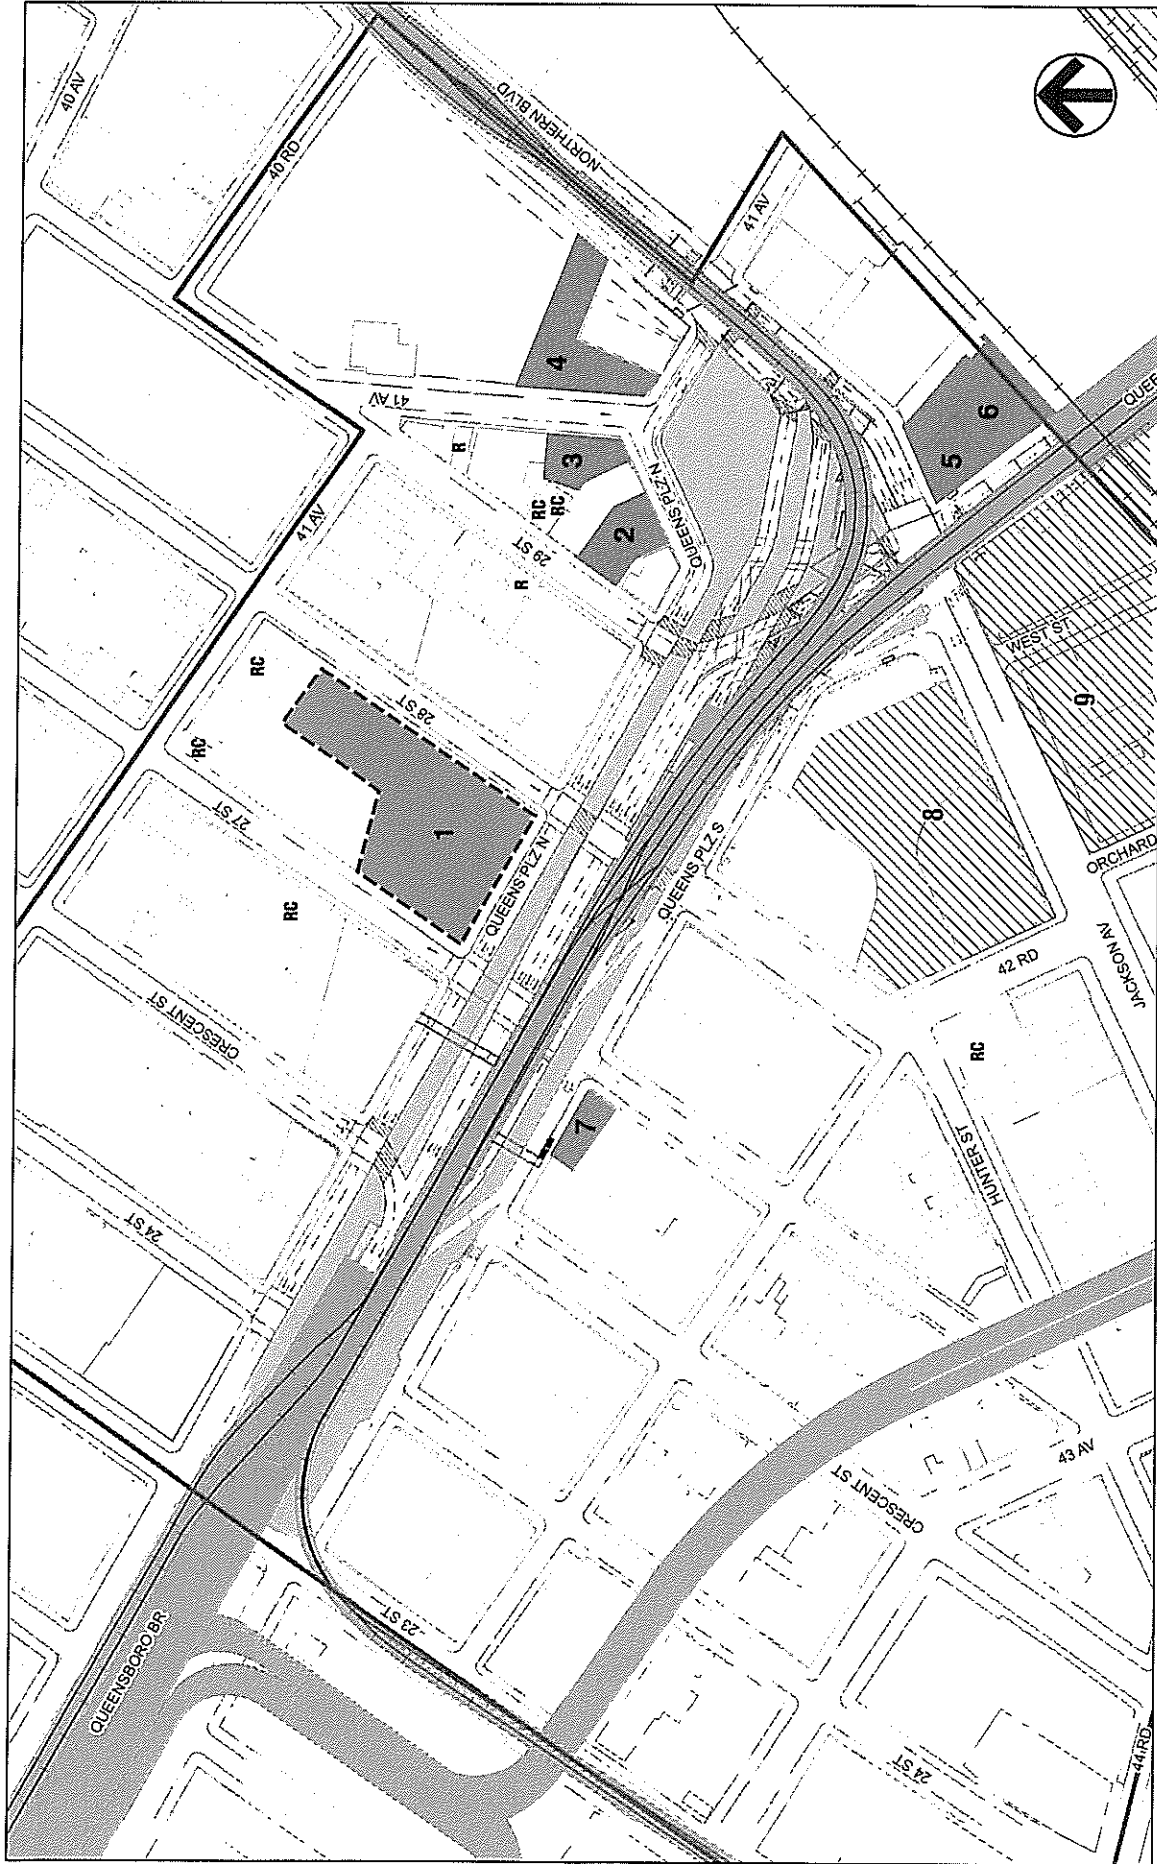 40 AV
40 RD
NORTHERN BLVD
41 AV
4
41 AV
R
3
RC
RC
2
QUEENS PLZ N
29 ST
R
41 AV
6
5
QUEE
WEST ST
9
ORCHARD
8
RC
RC
28 ST
27 ST
1
QUEENS PLZ N
QUEENS PLZ S
RC
CRESCENT ST
42 RD
JACKSON AV
RC
HUNTER ST
7
24 ST
43 AV
CRESCENT ST
QUEENSBORO BR
23 ST
24 ST
44 RD